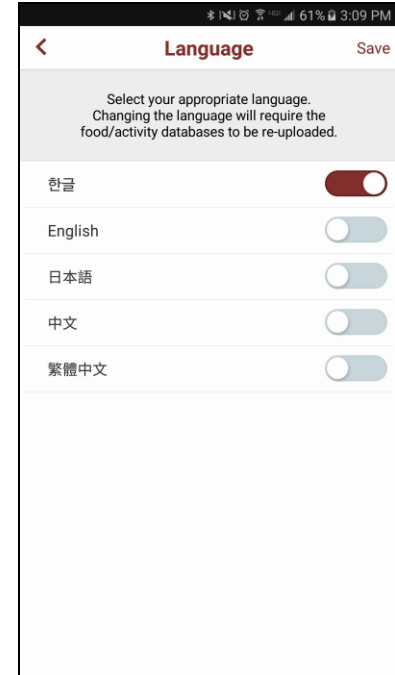 61% 3:09 PM
Language Save
Select your appropriate language.
Changing the language will require the
food/activity databases to be re-uploaded.
한글
English
日本語
中文
繁體中文